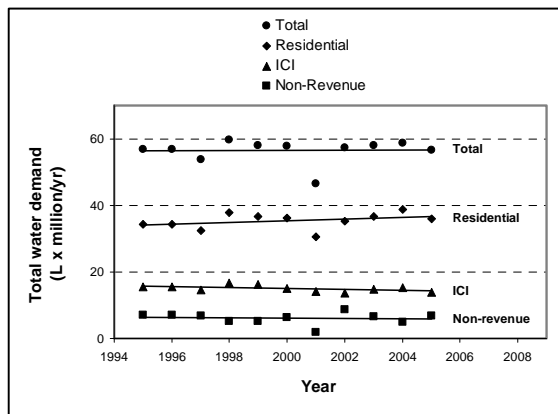 Total
Residential
ICI
Non-Revenue
Total water demand
(L x million/yr)
60
40
20
0
Total
Residential
ICI
Non-revenue
1994 1996 1998 2000 2002 2004 2006 2008
Year